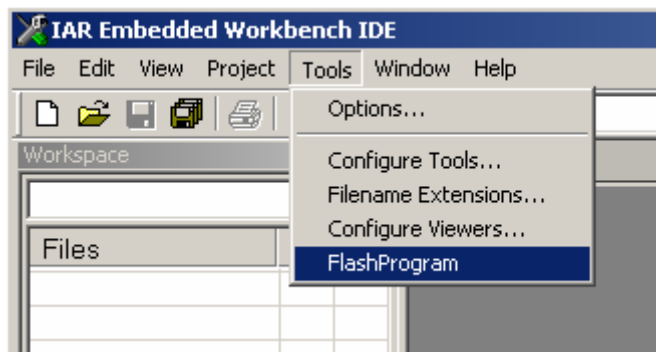 IAR Embedded Workbench IDE
File Edit View Project Tools Window Help
Options...
Workspace
Configure Tools...
Filename Extensions...
Configure Viewers...
Files
FlashProgram